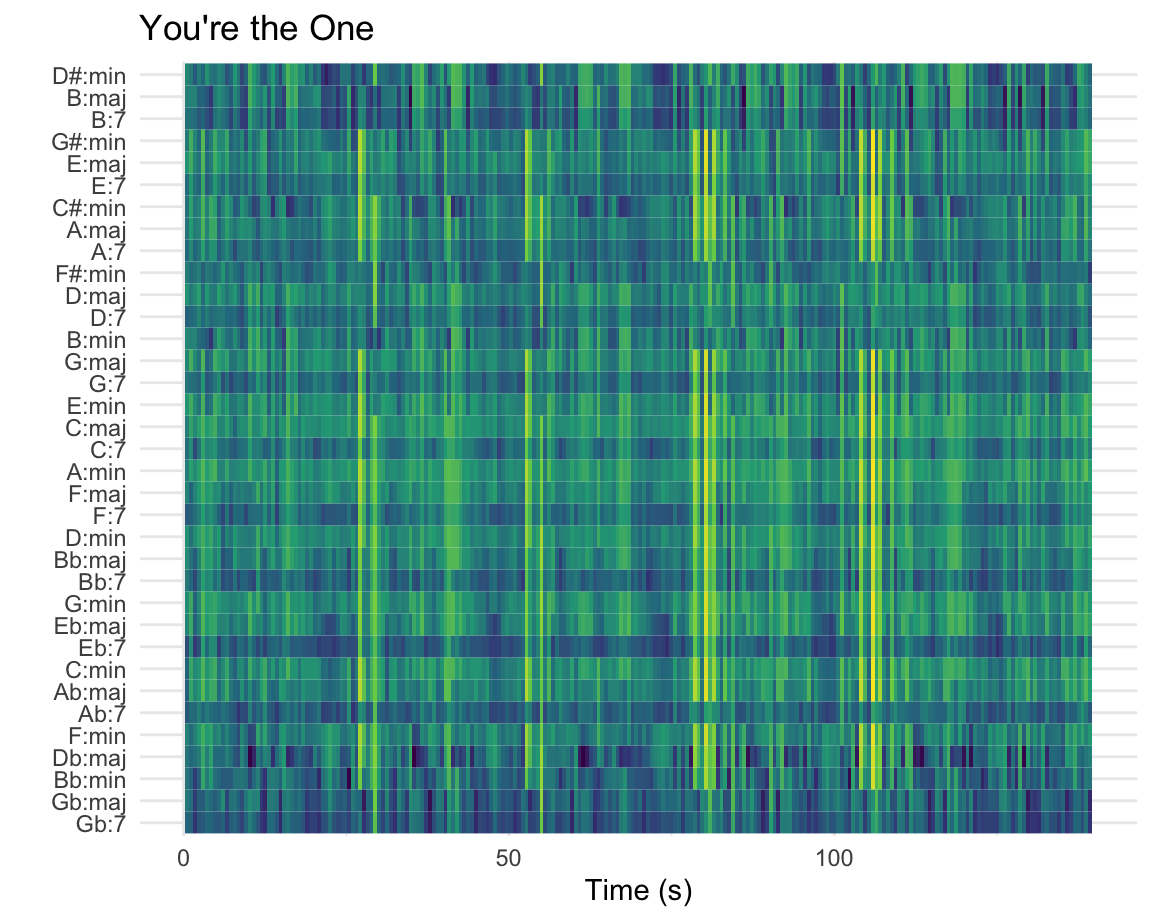 You're the One
D#:min
B:maj
B:7
G#:min
E:maj
E:7
C#:min
A:maj
A:7
F#:min
D:maj
D:7
B:min
G:maj
G:7
E:min
C:maj
C:7
A:min
F:maj
F:7
D:min
Bb:maj
Bb:7
G:min
Eb:maj
Eb:7
C:min
Ab:maj
Ab:7
F:min
Db:maj
Bb:min
Gb:maj
Gb:7
0 50 100
Time (s)